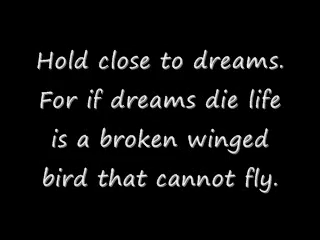 Hold close to dreams.
For if dreams die life
is a broken winged
bird that cannot fly.